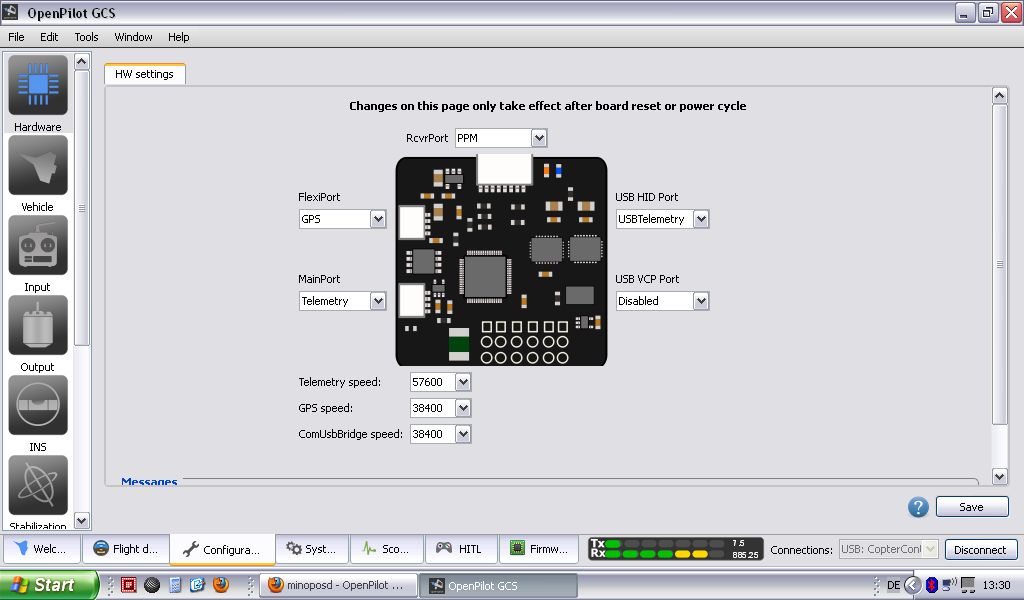 OpenPilot GCS
File Edit Tools Window Help
HW settings
Changes on this page only take effect after board reset or power cycle
RcvrPort PPM
FlexiPort
GPS
USB HID Port
USBTelemetry
MainPort
Telemetry
USB VCP Port
Disabled
Telemetry speed: 57600
GPS speed: 38400
ComUsbBridge speed: 38400
Messages
Hardware
Vehicle
Input
Output
INS
Stabilization
? Save
Welc... Flight d... Configura... Syst... Sco... HITL Firmw...
Tx 7.5
Rx 885.25
Connections: USB: CopterCont Disconnect
Start minoposd - OpenPilot ... OpenPilot GCS DE 13:30